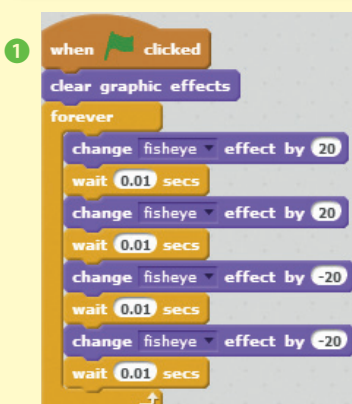 1
when clicked
clear graphic effects
forever
change fisheye effect by 20
wait 0.01 secs
change fisheye effect by 20
wait 0.01 secs
change fisheye effect by -20
wait 0.01 secs
change fisheye effect by -20
wait 0.01 secs